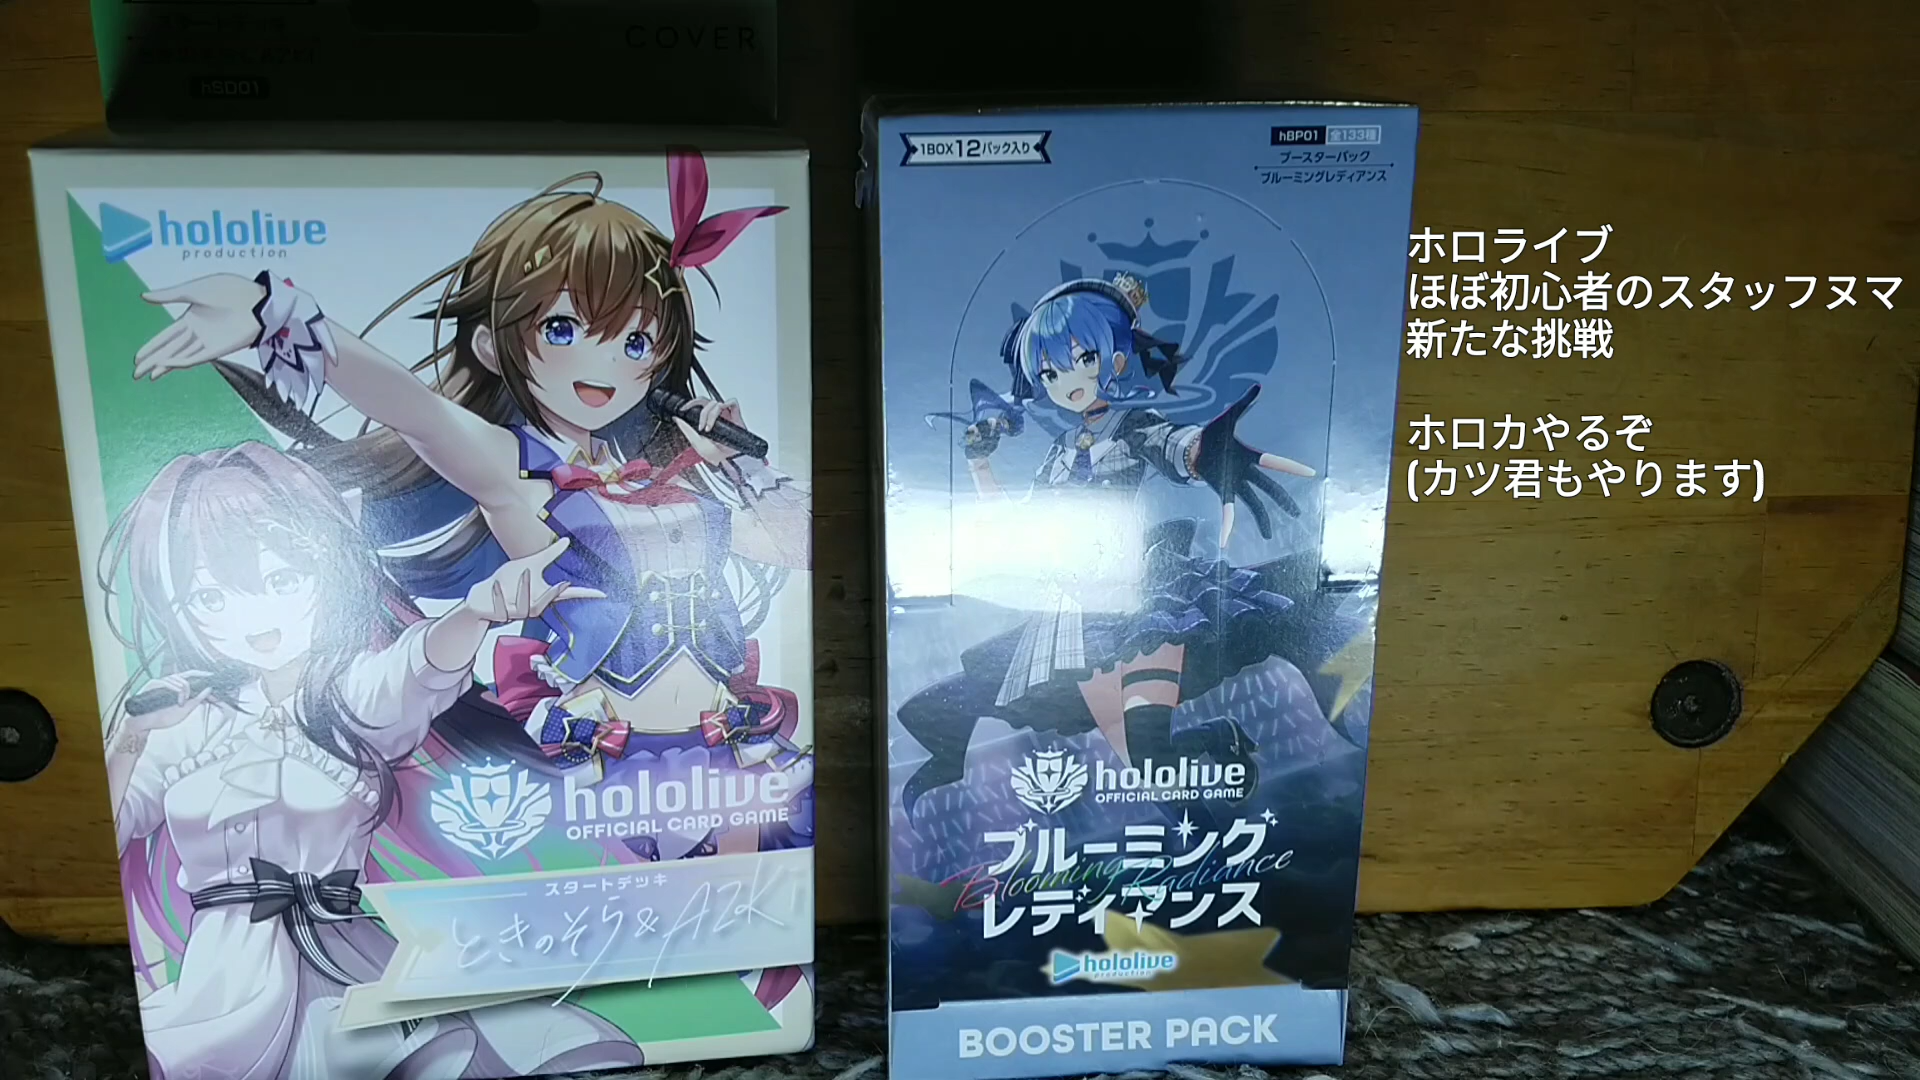 COVER
hSD01
hololive
production
hololive
OFFICIAL CARD GAME
スタートデッキ
ときのそら&AZKi
1BOX12パック入り
hBP01 全133種
ブースターパック
ブルーミングレディアンス
hololive
OFFICIAL CARD GAME
ブルーミング
Blooming Radiance
レディアンス
hololive
production
BOOSTER PACK
ホロライブ
ほぼ初心者のスタッフヌマ
新たな挑戦
ホロカやるぞ
(カツ君もやります)